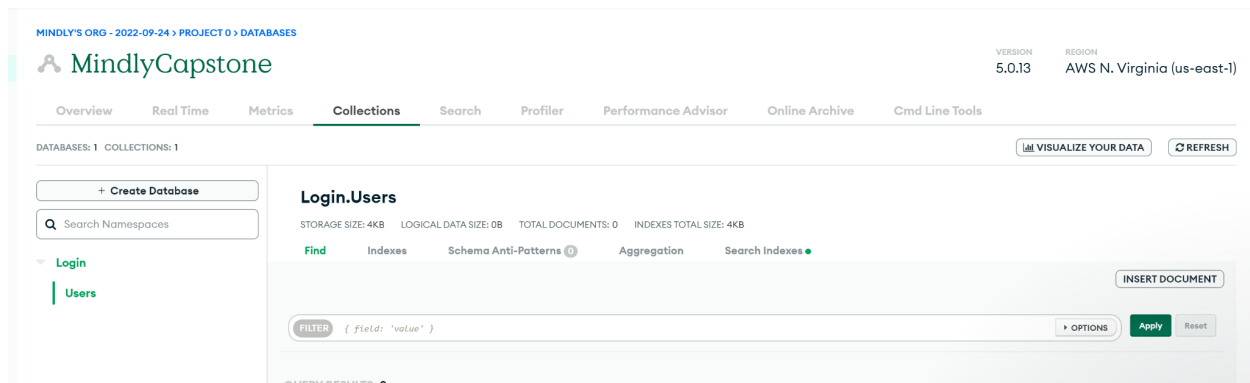 MINDLY'S ORG - 2022-09-24 > PROJECT 0 > DATABASES
MindlyCapstone
VERSION
5.0.13
REGION
AWS N. Virginia (us-east-1)
Overview Real Time Metrics Collections Search Profiler Performance Advisor Online Archive Cmd Line Tools
DATABASES: 1 COLLECTIONS: 1
VISUALIZE YOUR DATA
REFRESH
+ Create Database
Search Namespaces
Login
Users
Login.Users
STORAGE SIZE: 4KB LOGICAL DATA SIZE: 0B TOTAL DOCUMENTS: 0 INDEXES TOTAL SIZE: 4KB
Find Indexes Schema Anti-Patterns 0 Aggregation Search Indexes
INSERT DOCUMENT
FILTER { field: 'value' }
OPTIONS
Apply
Reset
QUERY RESULTS